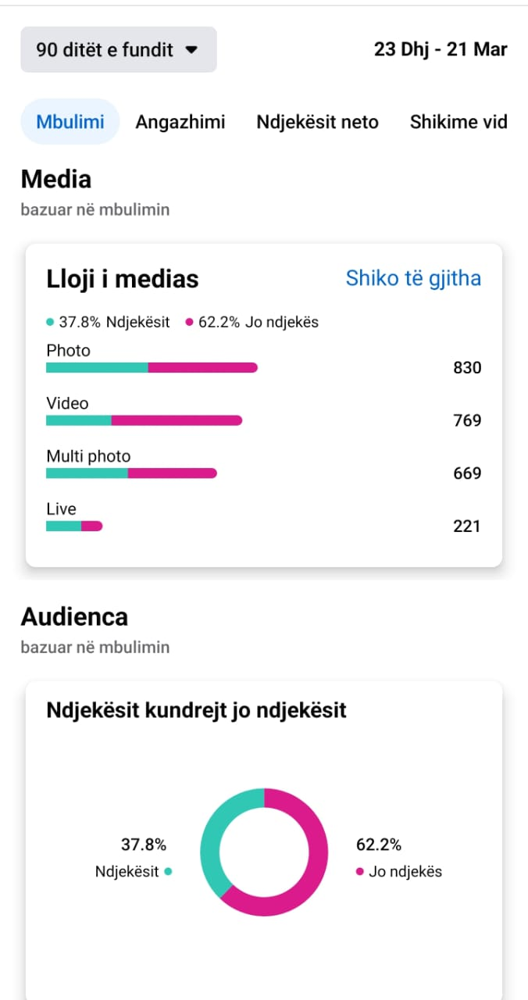 90 ditët e fundit
23 Dhj - 21 Mar
Mbulimi Angazhimi Ndjekësit neto Shikime vid
Media
bazuar në mbulimin
Lloji i medias Shiko të gjitha
37.8% Ndjekësit 62.2% Jo ndjekës
Photo
830
Video
769
Multi photo
669
Live
221
Audienca
bazuar në mbulimin
Ndjekësit kundrejt jo ndjekësit
37.8%
Ndjekësit
62.2%
Jo ndjekës